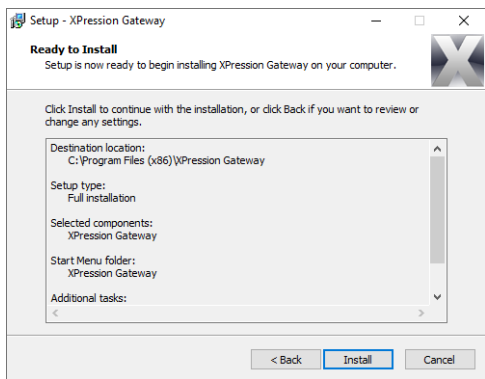 Setup - XPression Gateway
Ready to Install
Setup is now ready to begin installing XPression Gateway on your computer.
Click Install to continue with the installation, or click Back if you want to review or
change any settings.
Destination location:
C:\Program Files (x86)\XPression Gateway
Setup type:
Full installation
Selected components:
XPression Gateway
Start Menu folder:
XPression Gateway
Additional tasks:
< Back
Install
Cancel